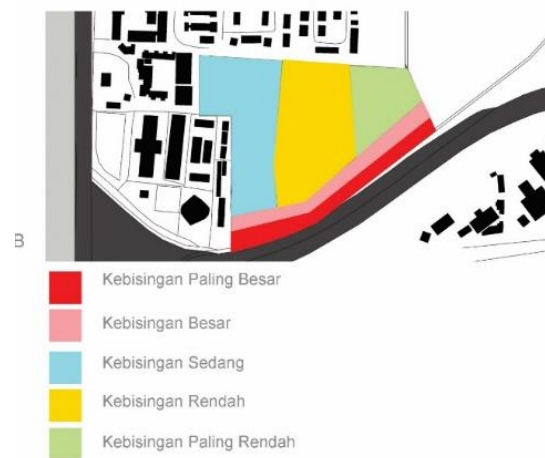 B
Kebisingan Paling Besar
Kebisingan Besar
Kebisingan Sedang
Kebisingan Rendah
Kebisingan Paling Rendah